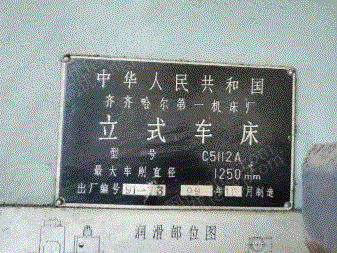 中华人民共和国
齐齐哈尔第一机床厂
立式车床
型号 C5112A
最大车削直径 1250mm
出厂编号 年 月制造
润滑部位图